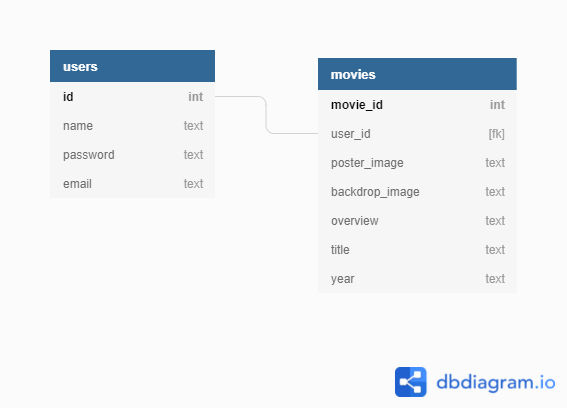 users
id int
name text
password text
email text
movies
movie_id int
user_id [fk]
poster_image text
backdrop_image text
overview text
title text
year text
dbdiagram.io